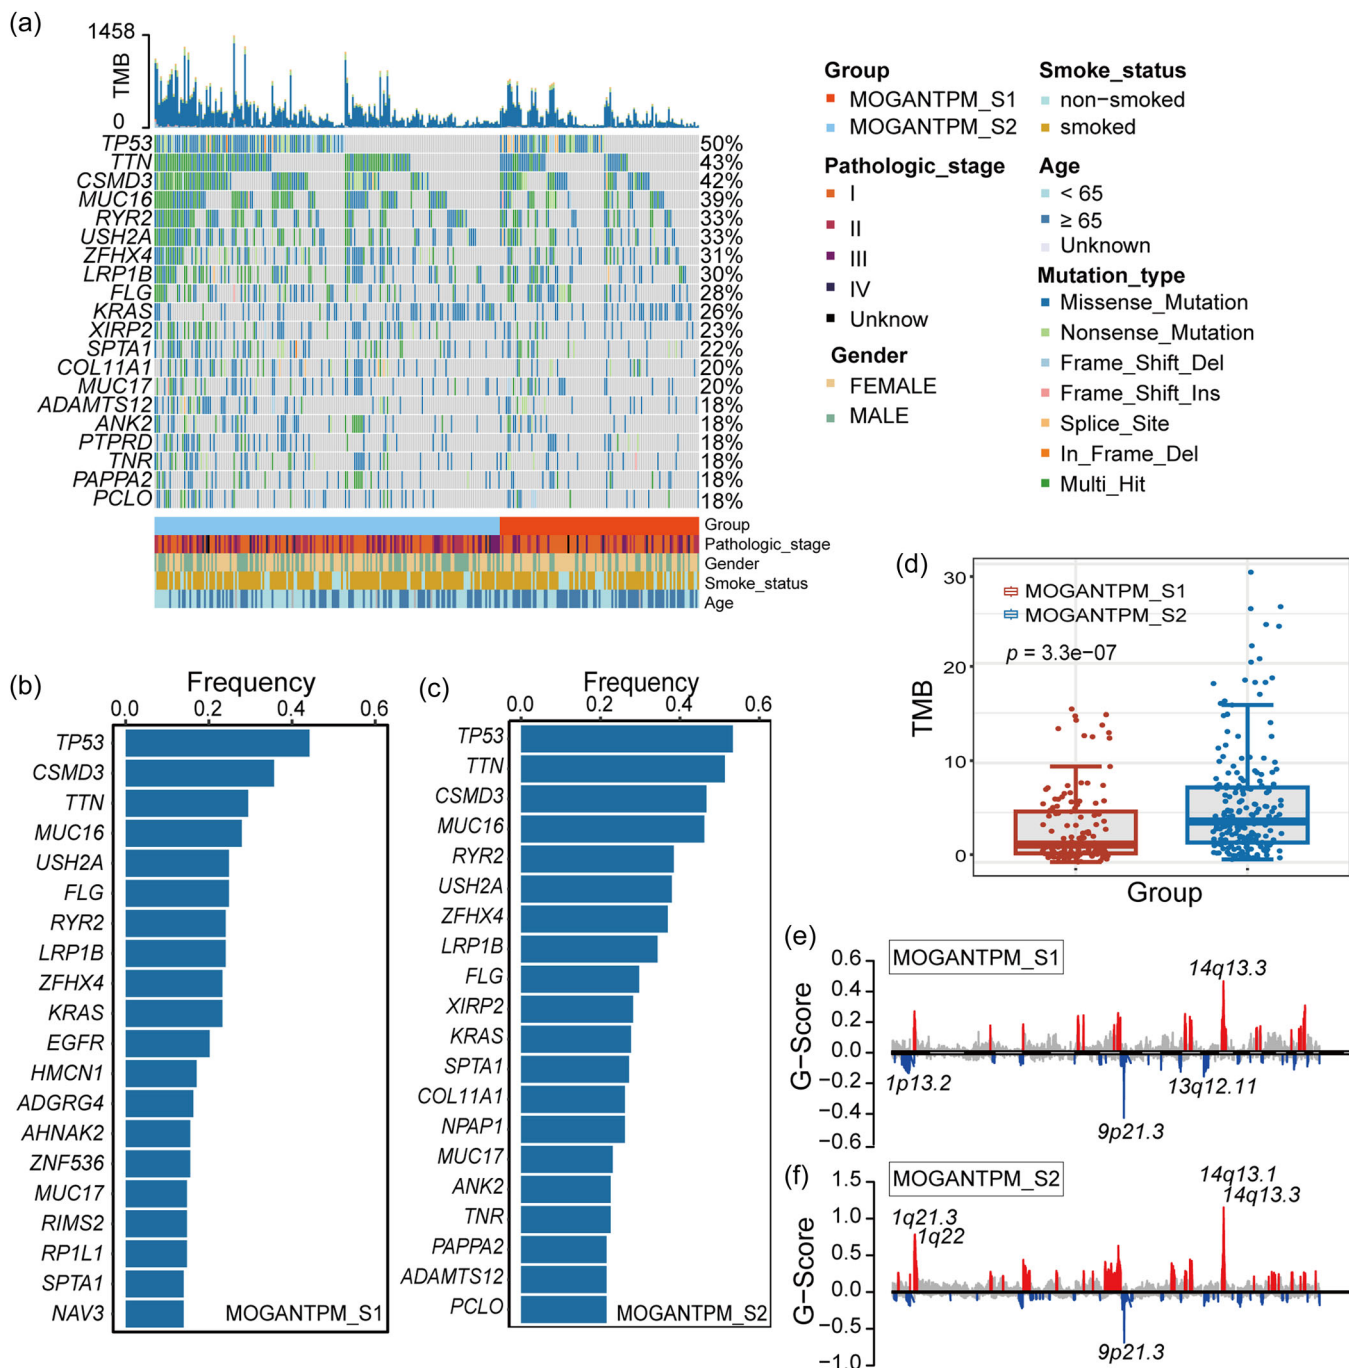 (a)
1458
TMB
0
TP53 50%
TTN 43%
CSMD3 42%
MUC16 39%
RYR2 33%
USH2A 33%
ZFHX4 31%
LRP1B 30%
FLG 28%
KRAS 26%
XIRP2 23%
SPTA1 22%
COL11A1 20%
MUC17 20%
ADAMTS12 18%
ANK2 18%
PTPRD 18%
TNR 18%
PAPPA2 18%
PCLO 18%
Group
Pathologic_stage
Gender
Smoke_status
Age
Group
MOGANTPM_S1
MOGANTPM_S2
Pathologic_stage
I
II
III
IV
Unknow
Gender
FEMALE
MALE
Smoke_status
non−smoked
smoked
Age
< 65
≥ 65
Unknown
Mutation_type
Missense_Mutation
Nonsense_Mutation
Frame_Shift_Del
Frame_Shift_Ins
Splice_Site
In_Frame_Del
Multi_Hit
(b)
Frequency
0.0 0.2 0.4 0.6
TP53
CSMD3
TTN
MUC16
USH2A
FLG
RYR2
LRP1B
ZFHX4
KRAS
EGFR
HMCN1
ADGRG4
AHNAK2
ZNF536
MUC17
RIMS2
RP1L1
SPTA1
NAV3
MOGANTPM_S1
(c)
Frequency
0.0 0.2 0.4 0.6
TP53
TTN
CSMD3
MUC16
RYR2
USH2A
ZFHX4
LRP1B
FLG
XIRP2
KRAS
SPTA1
COL11A1
NPAP1
MUC17
ANK2
TNR
PAPPA2
ADAMTS12
PCLO
MOGANTPM_S2
(d)
30
20
10
0
TMB
MOGANTPM_S1
MOGANTPM_S2
p = 3.3e−07
Group
(e)
MOGANTPM_S1
G-Score
0.6
0.4
0.2
0.0
−0.2
−0.4
−0.6
14q13.3
1p13.2
13q12.11
9p21.3
(f)
MOGANTPM_S2
G-Score
1.5
1.0
0.5
0.0
−0.5
−1.0
14q13.1
14q13.3
1q21.3
1q22
9p21.3